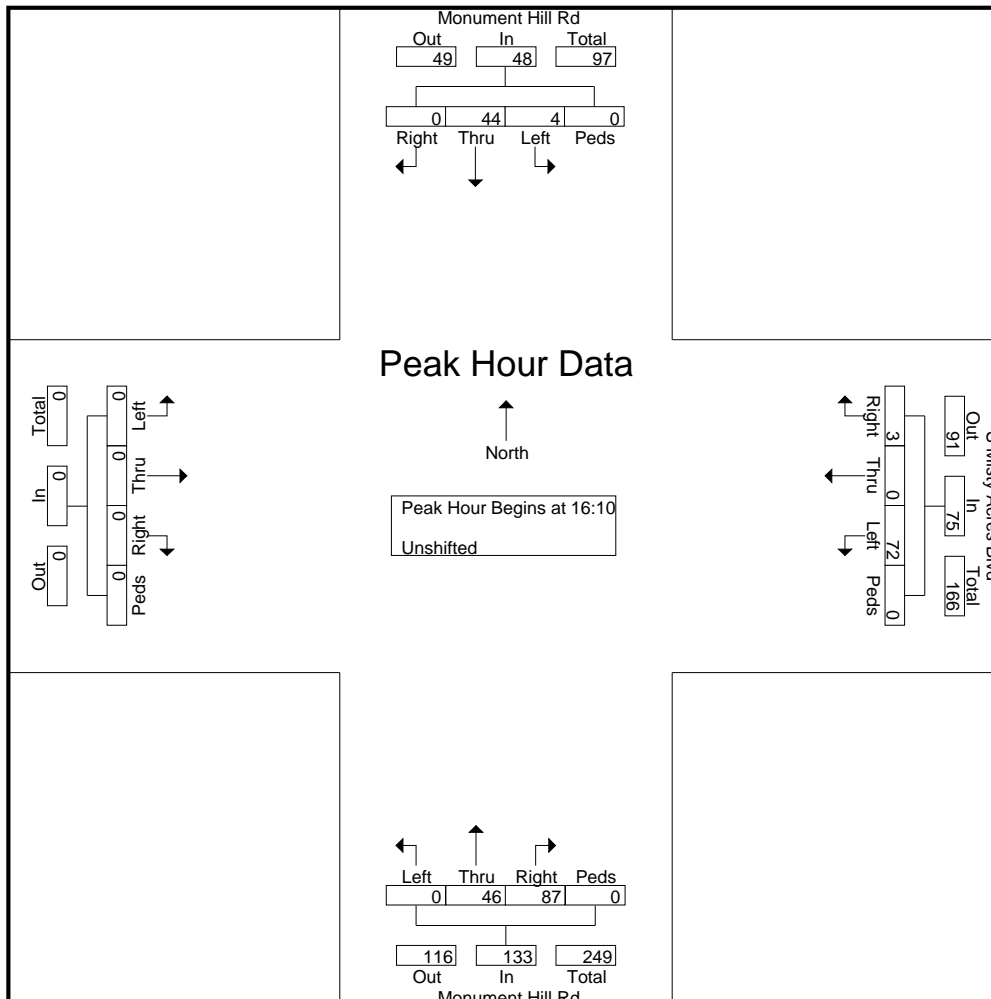 Monument Hill Rd
Out In Total
49 48 97
0 44 4 0
Right Thru Left Peds
Peak Hour Data
North
Peak Hour Begins at 16:10
Unshifted
Total In Out
0 0 0
0 0 0 0
Left Thru Right Peds
Misty Acres Blvd
Out In Total
91 75 166
3 0 72 0
Right Thru Left Peds
Left Thru Right Peds
0 46 87 0
116 133 249
Out In Total
Monument Hill Rd